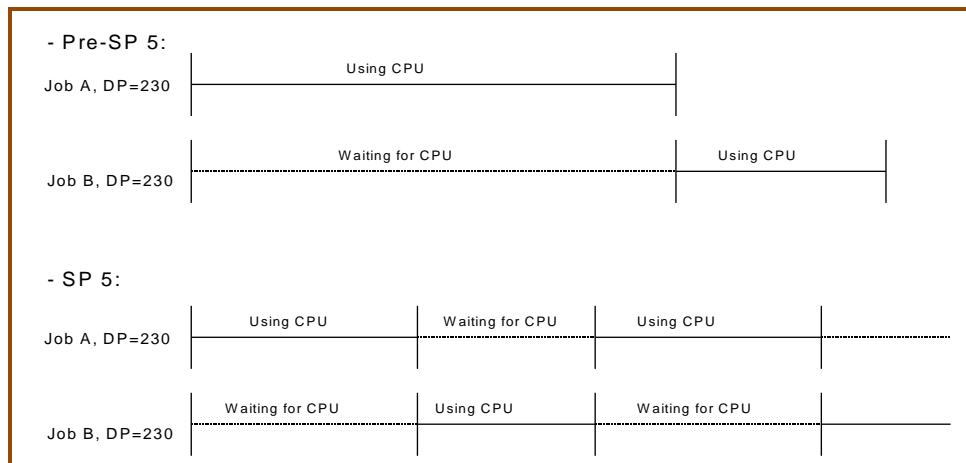 - Pre-SP 5:
Using CPU
Job A, DP=230
Waiting for CPU
Using CPU
Job B, DP=230
- SP 5:
Using CPU
Waiting for CPU
Using CPU
Job A, DP=230
Waiting for CPU
Using CPU
Waiting for CPU
Job B, DP=230